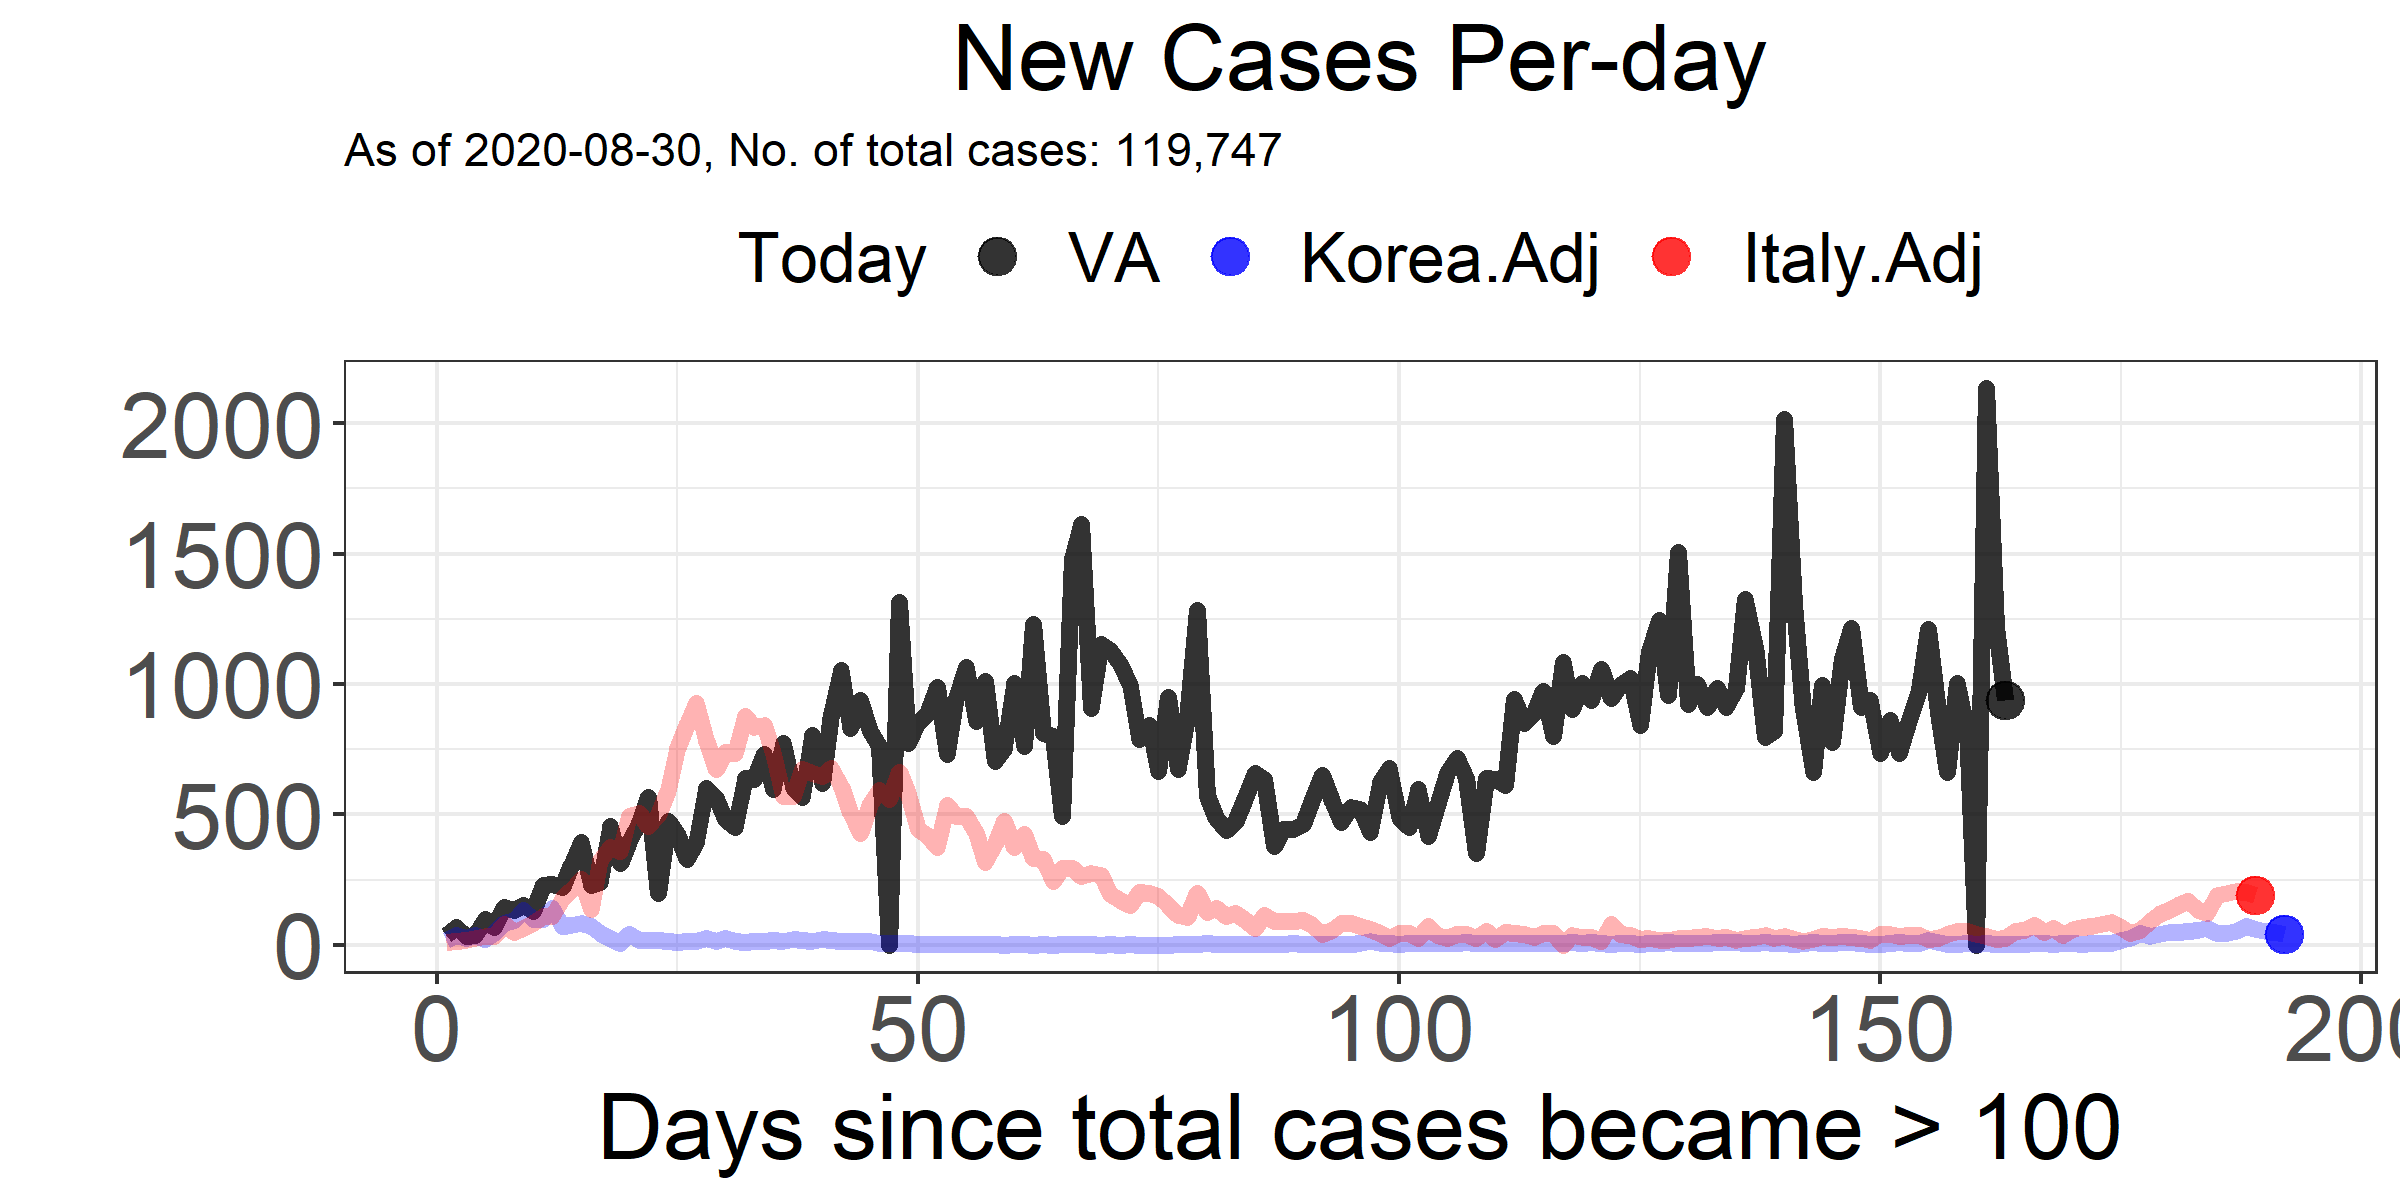 New Cases Per-day
As of 2020-08-30, No. of total cases: 119,747
Today VA Korea.Adj Italy.Adj
2000
1500
1000
500
0
0 50 100 150 200
Days since total cases became > 100